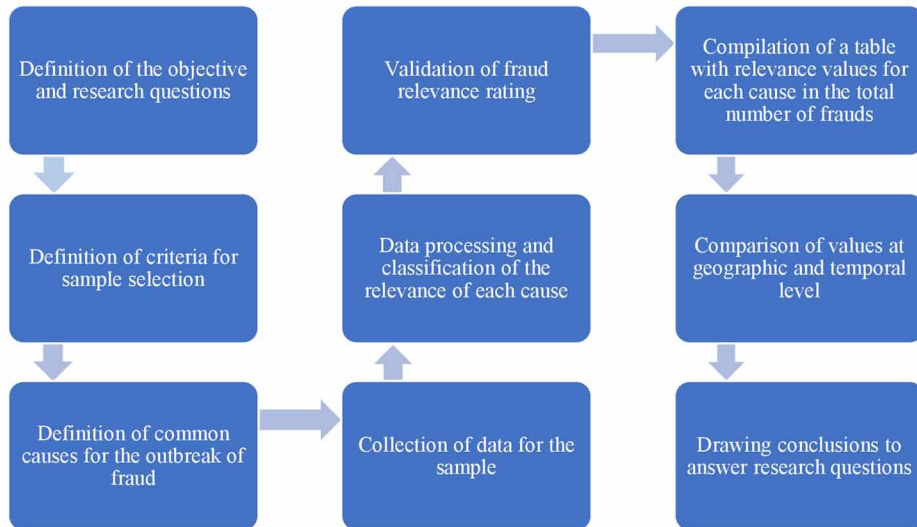 Definition of the objective
and research questions
Definition of criteria for
sample selection
Definition of common
causes for the outbreak of
fraud
Collection of data for the
sample
Data processing and
classification of the
relevance of each cause
Validation of fraud
relevance rating
Compilation of a table
with relevance values for
each cause in the total
number of frauds
Comparison of values at
geographic and temporal
level
Drawing conclusions to
answer research questions